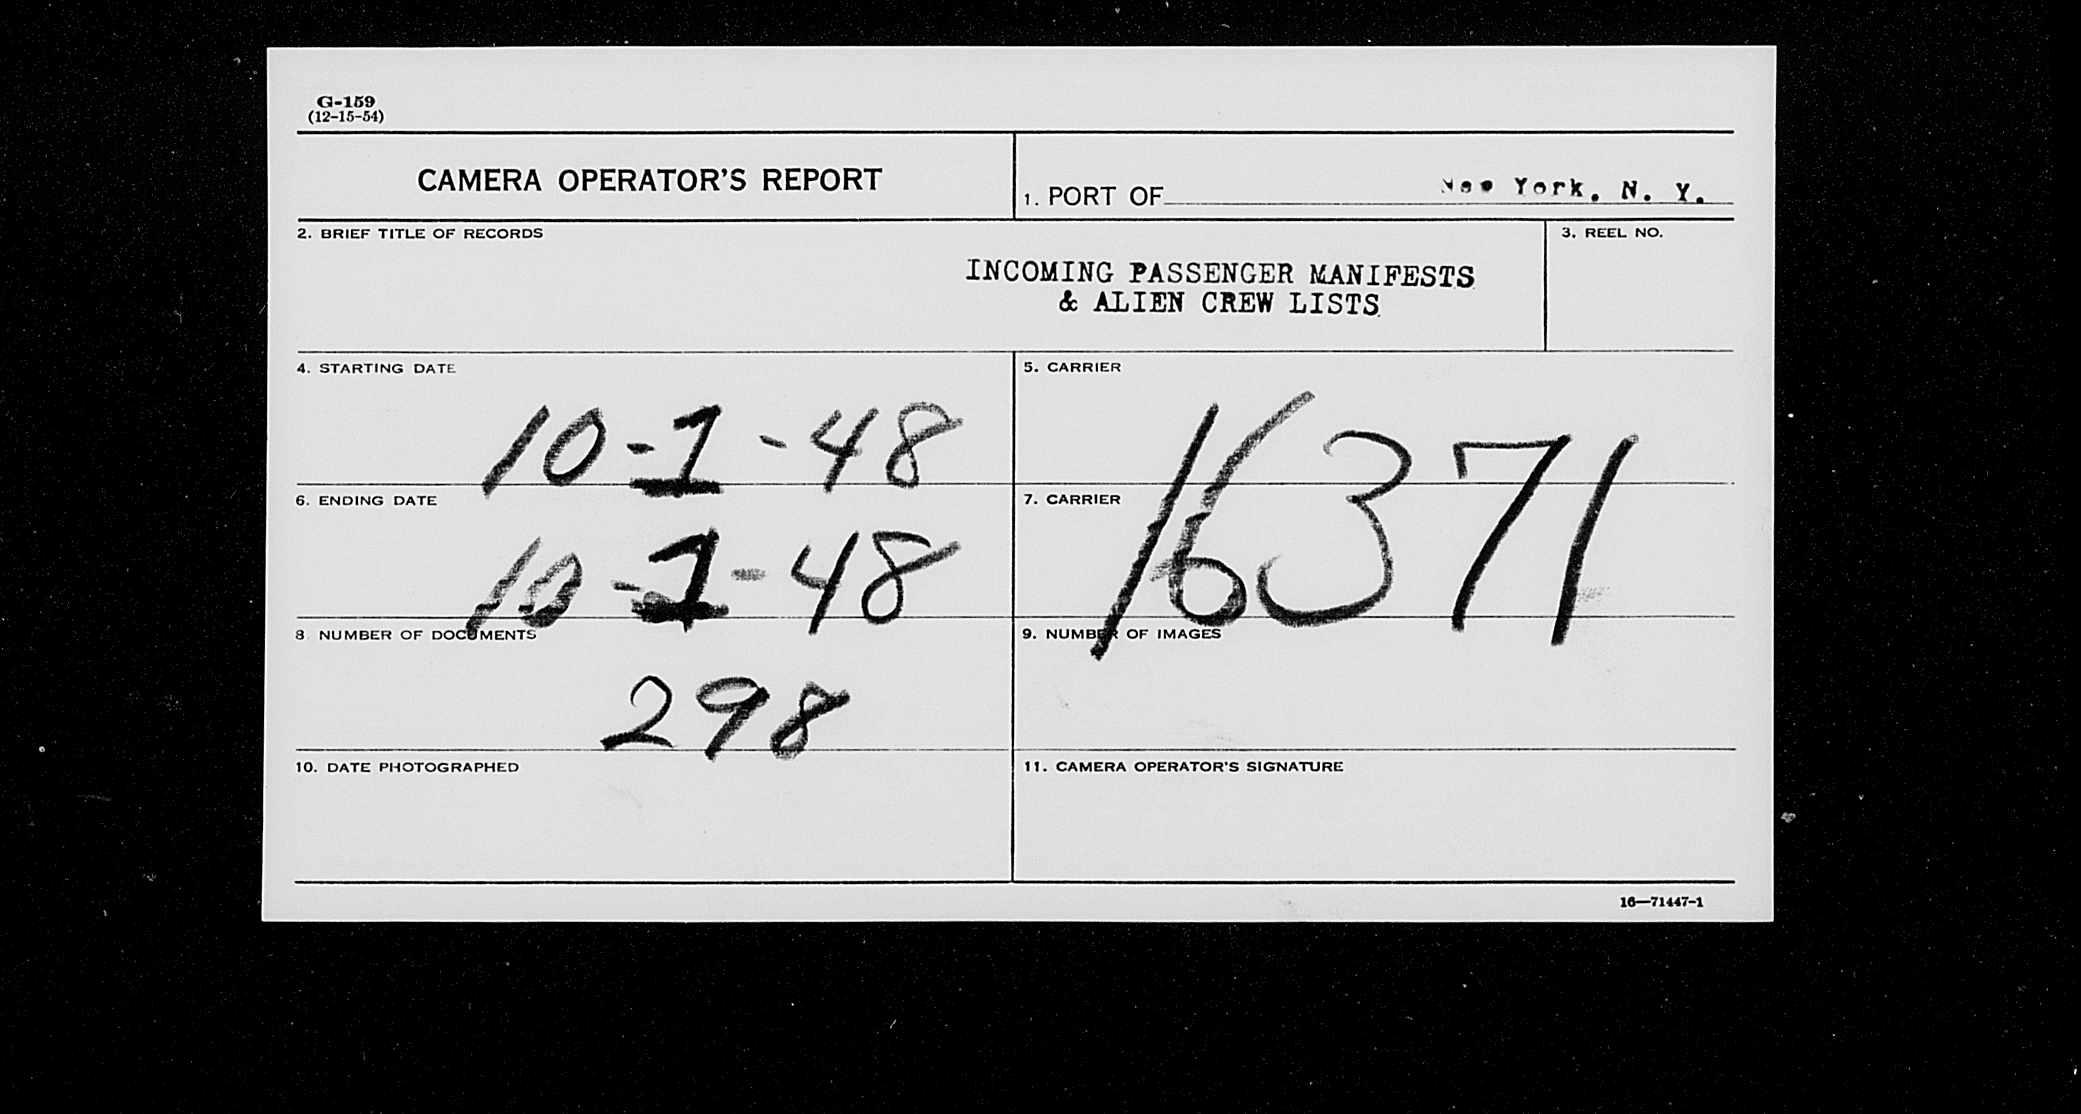 G-159
(12-15-54)
CAMERA OPERATOR'S REPORT
1. PORT OF New York, N. Y.
2. BRIEF TITLE OF RECORDS
INCOMING PASSENGER MANIFESTS
& ALIEN CREW LISTS
3. REEL NO.
4. STARTING DATE
10-1-48
5. CARRIER
16371
6. ENDING DATE
10-1-48
7. CARRIER
8 NUMBER OF DOCUMENTS
298
9. NUMBER OF IMAGES
10. DATE PHOTOGRAPHED
11. CAMERA OPERATOR'S SIGNATURE
16—71447-1